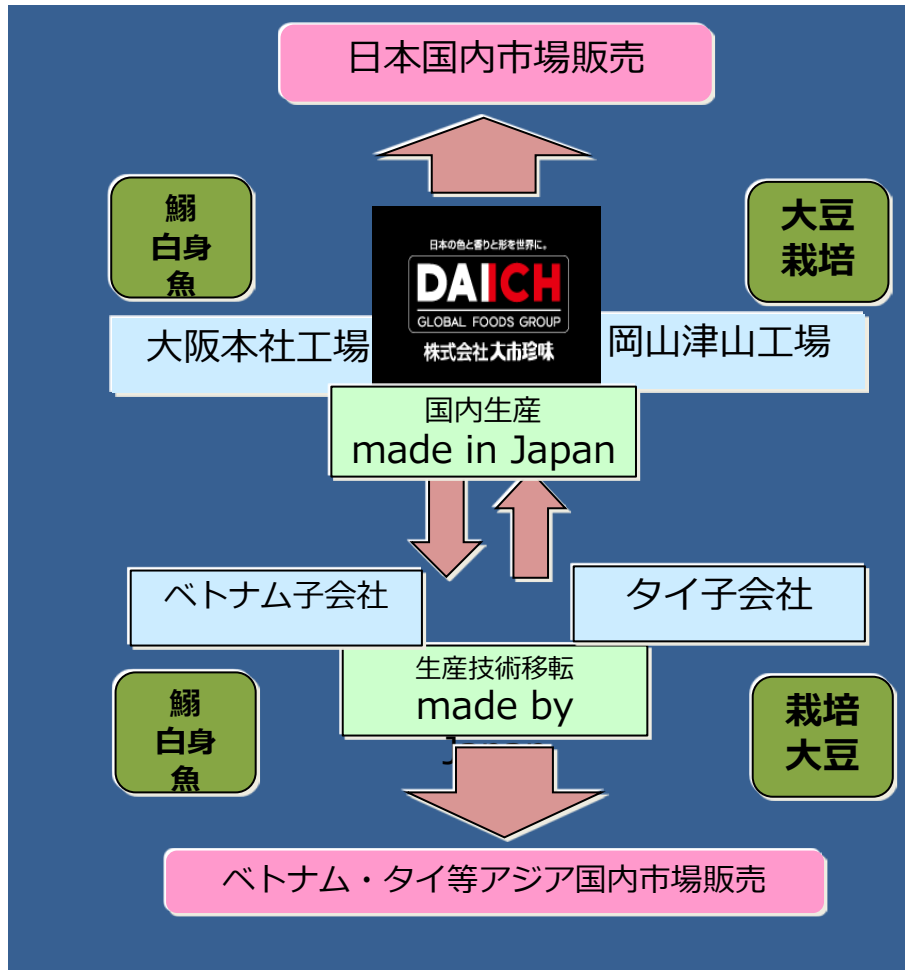 日本国内市場販売
鰯
白身
魚
大豆
栽培
日本の色と香りと形を世界に。
DAICH
GLOBAL FOODS GROUP
株式会社大市珍味
大阪本社工場
岡山津山工場
国内生産
made in Japan
ベトナム子会社
タイ子会社
生産技術移転
made by
鰯
白身
魚
栽培
大豆
ベトナム・タイ等アジア国内市場販売